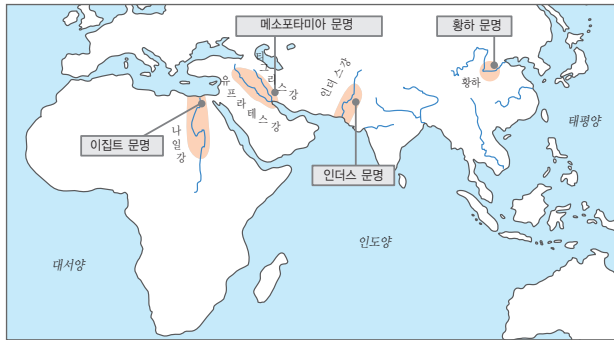 메소포타미아 문명
황하 문명
티그리스강
유프라테스강
인더스강
황하
태평양
이집트 문명
나일강
인더스 문명
인도양
대서양